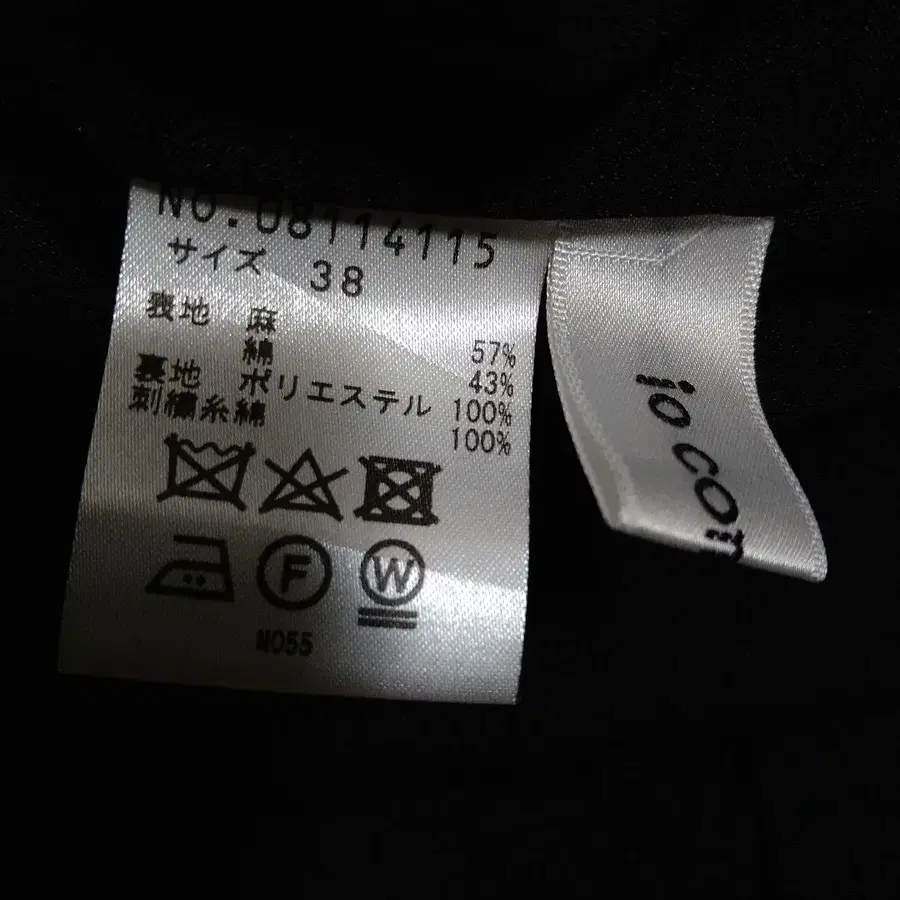 NO.08114115
サイズ 38
表地 麻 57%
綿 43%
裏地 ポリエステル 100%
刺繍糸綿 100%
F
W
N055
io co